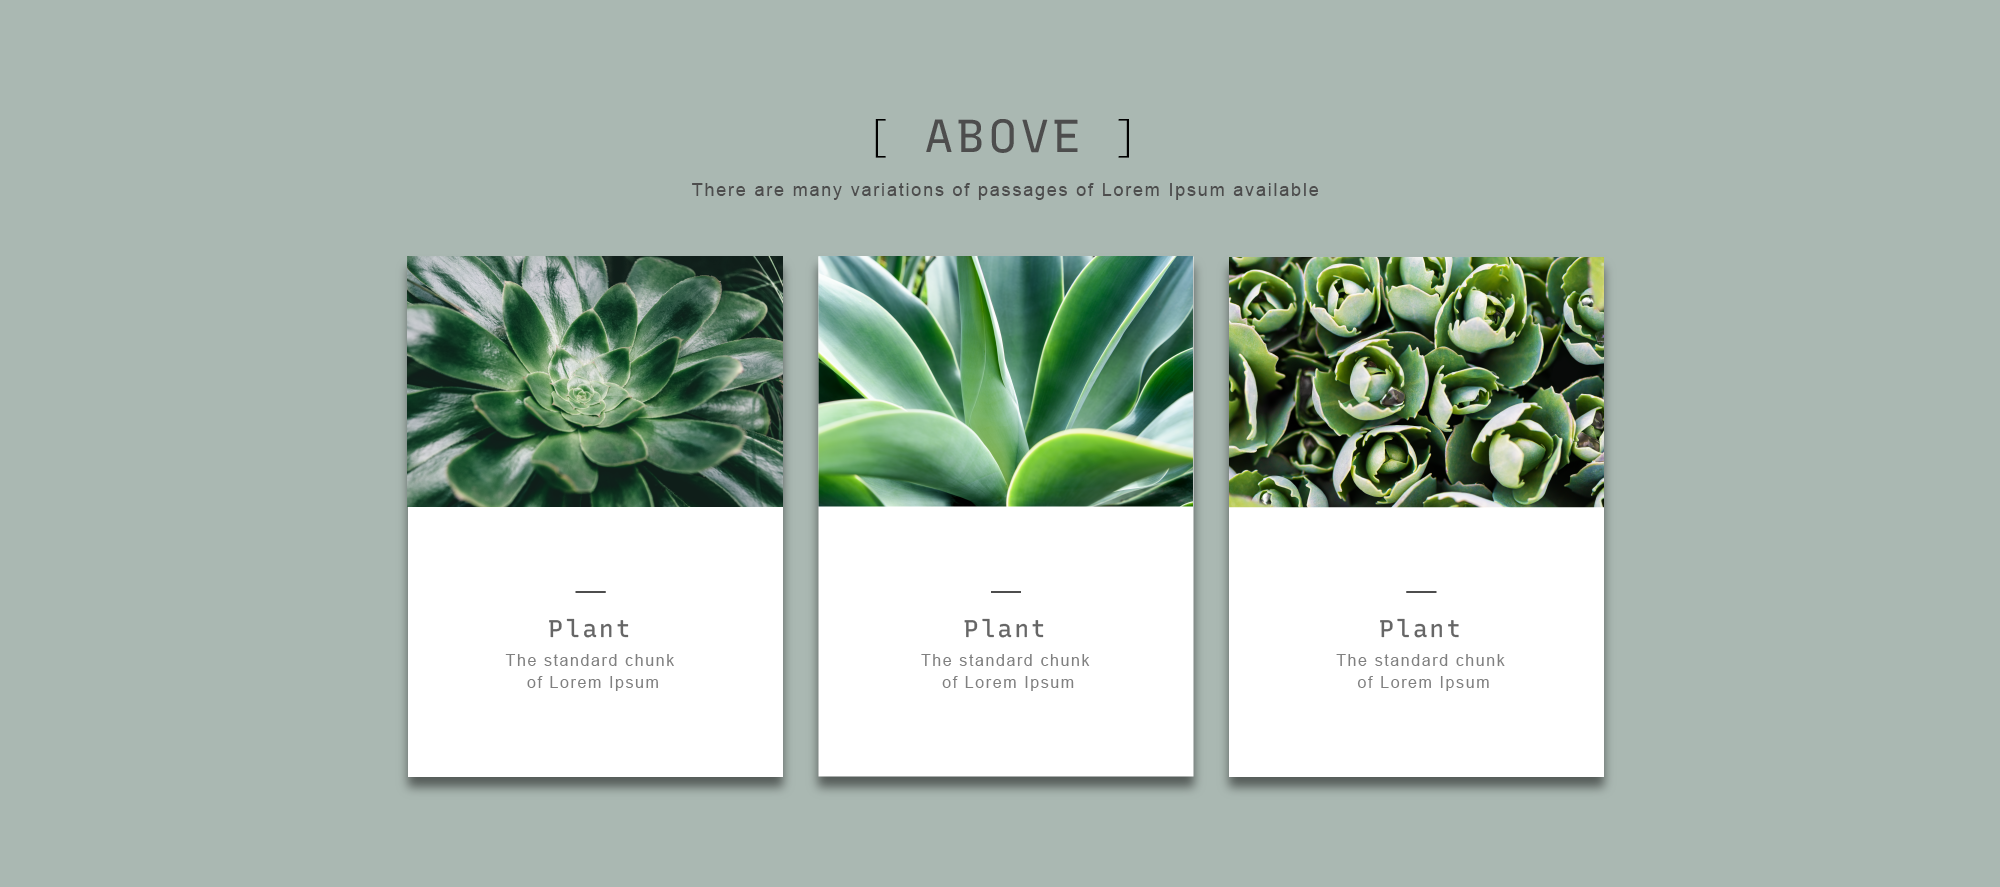 [ ABOVE ]
There are many variations of passages of Lorem Ipsum available
Plant
The standard chunk
of Lorem Ipsum
Plant
The standard chunk
of Lorem Ipsum
Plant
The standard chunk
of Lorem Ipsum